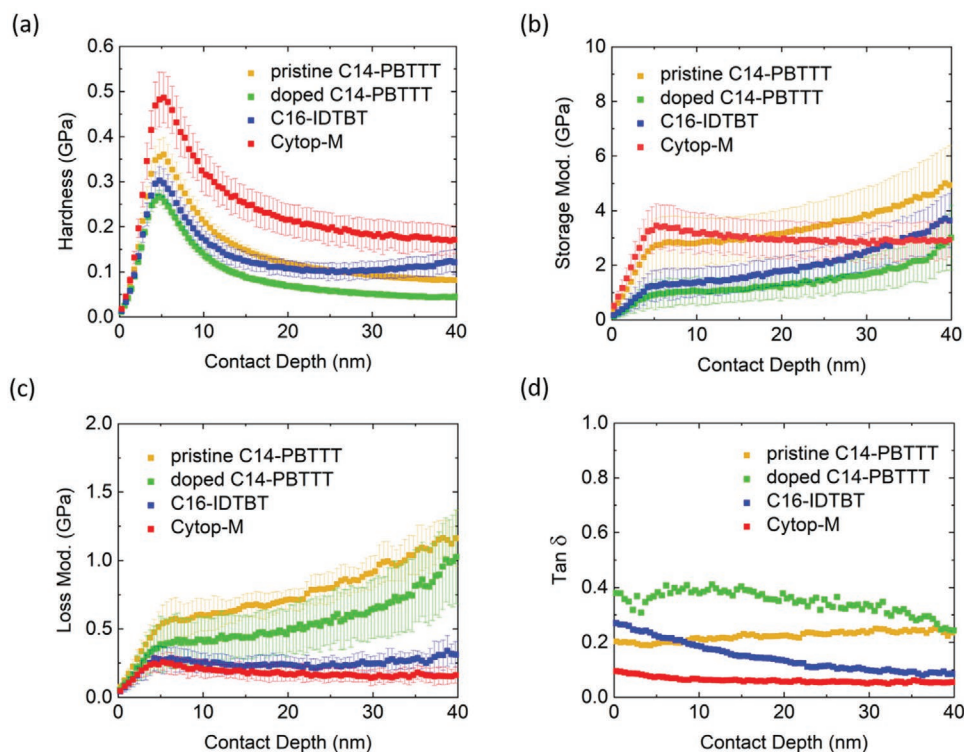 (a)
0.6
0.5
0.4
0.3
0.2
0.1
0.0
Hardness (GPa)
pristine C14-PBTTT
doped C14-PBTTT
C16-IDTBT
Cytop-M
0 10 20 30 40
Contact Depth (nm)
(b)
10
8
6
4
2
0
Storage Mod. (GPa)
pristine C14-PBTTT
doped C14-PBTTT
C16-IDTBT
Cytop-M
0 10 20 30 40
Contact Depth (nm)
(c)
2.0
1.5
1.0
0.5
0.0
Loss Mod. (GPa)
pristine C14-PBTTT
doped C14-PBTTT
C16-IDTBT
Cytop-M
0 10 20 30 40
Contact Depth (nm)
(d)
1.0
0.8
0.6
0.4
0.2
0.0
Tan δ
pristine C14-PBTTT
doped C14-PBTTT
C16-IDTBT
Cytop-M
0 10 20 30 40
Contact Depth (nm)